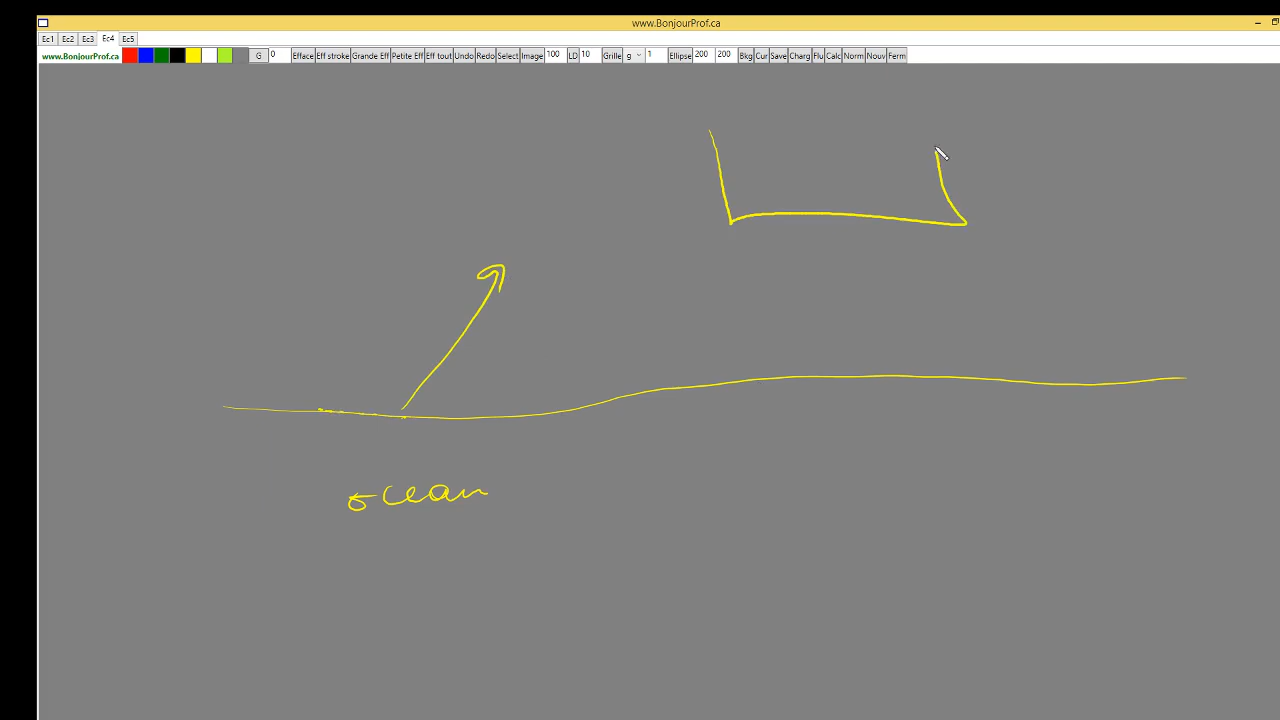 www.BonjourProf.ca
Ec1 Ec2 Ec3 Ec4 Ec5
www.BonjourProf.ca G 0 Efface Eff stroke Grande Eff Petite Eff Eff tout Undo Redo Select Image 100 LD 10 Grille g 1 Ellipse 200 200 Bkg Cur Save Charg Flu Calc Norm Nouv Ferm
ocean